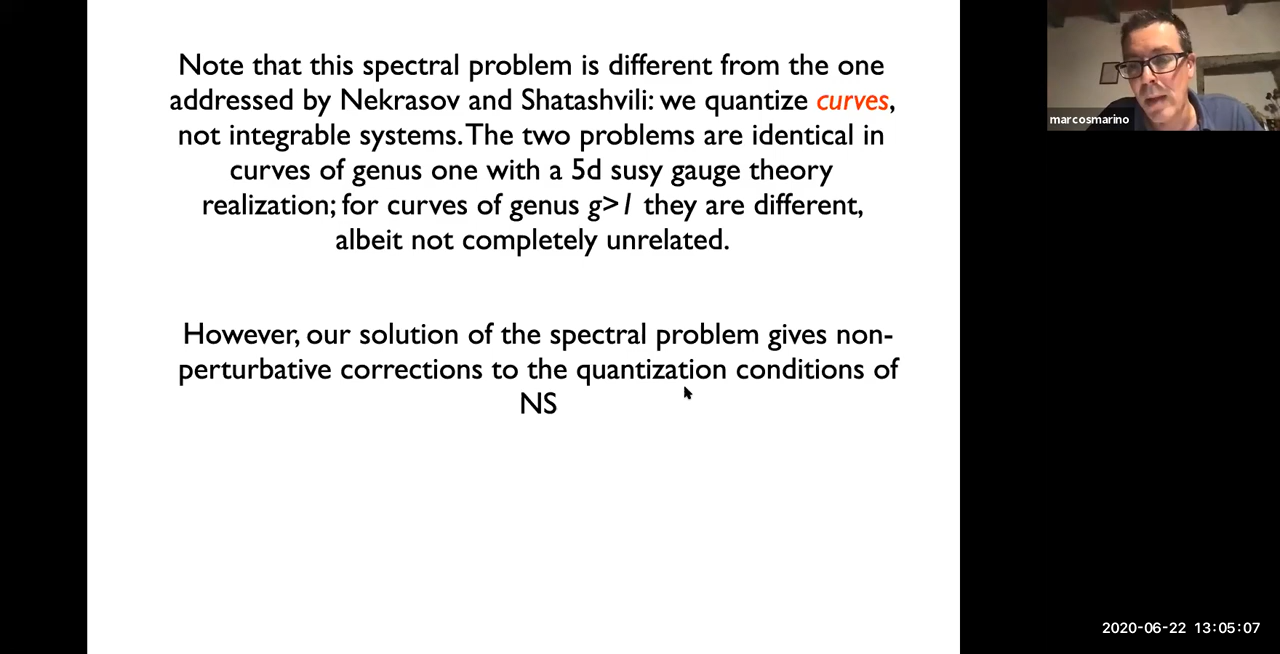 Note that this spectral problem is different from the one
addressed by Nekrasov and Shatashvili: we quantize curves,
not integrable systems. The two problems are identical in
curves of genus one with a 5d susy gauge theory
realization; for curves of genus g>1 they are different,
albeit not completely unrelated.
However, our solution of the spectral problem gives non-
perturbative corrections to the quantization conditions of
NS
marcosmarino
2020-06-22 13:05:07